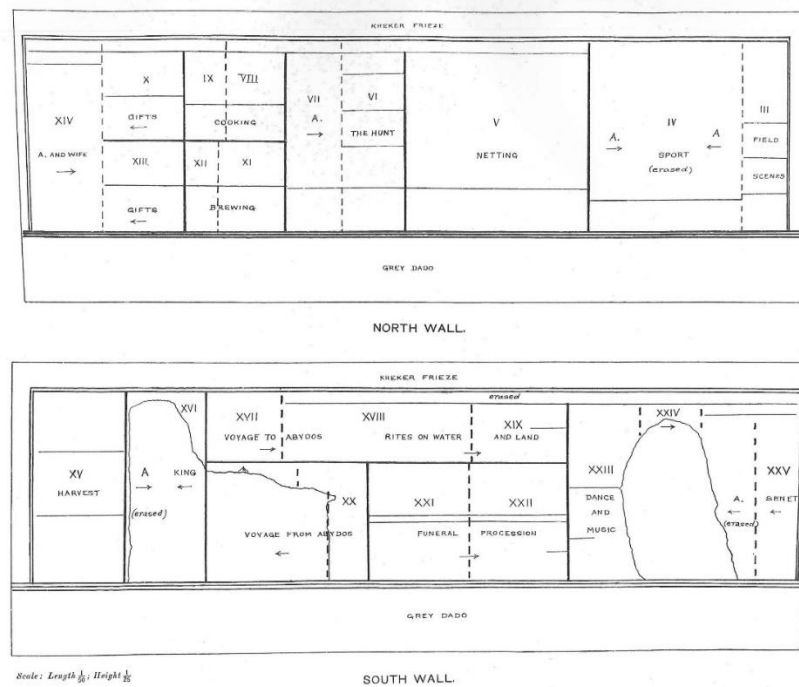 KHEKER FRIEZE
XIV
A. AND WIFE
X
GIFTS
XIII
GIFTS
IX VIII
COOKING
XII XI
BREWING
VII
A.
VI
THE HUNT
V
NETTING
IV
A. A
SPORT
(erased)
III
FIELD
SCENES
GREY DADO
NORTH WALL.
KHEKER FRIEZE
erased
XV
HARVEST
XVI
A KING
(erased)
XVII XVIII XIX
VOYAGE TO ABYDOS RITES ON WATER AND LAND
XX
VOYAGE FROM ABYDOS
XXI XXII
FUNERAL PROCESSION
XXIII
DANCE
AND
MUSIC
XXIV
XXV
A. SENET
(erased)
GREY DADO
Scale: Length 1/56; Height 1/25
SOUTH WALL.